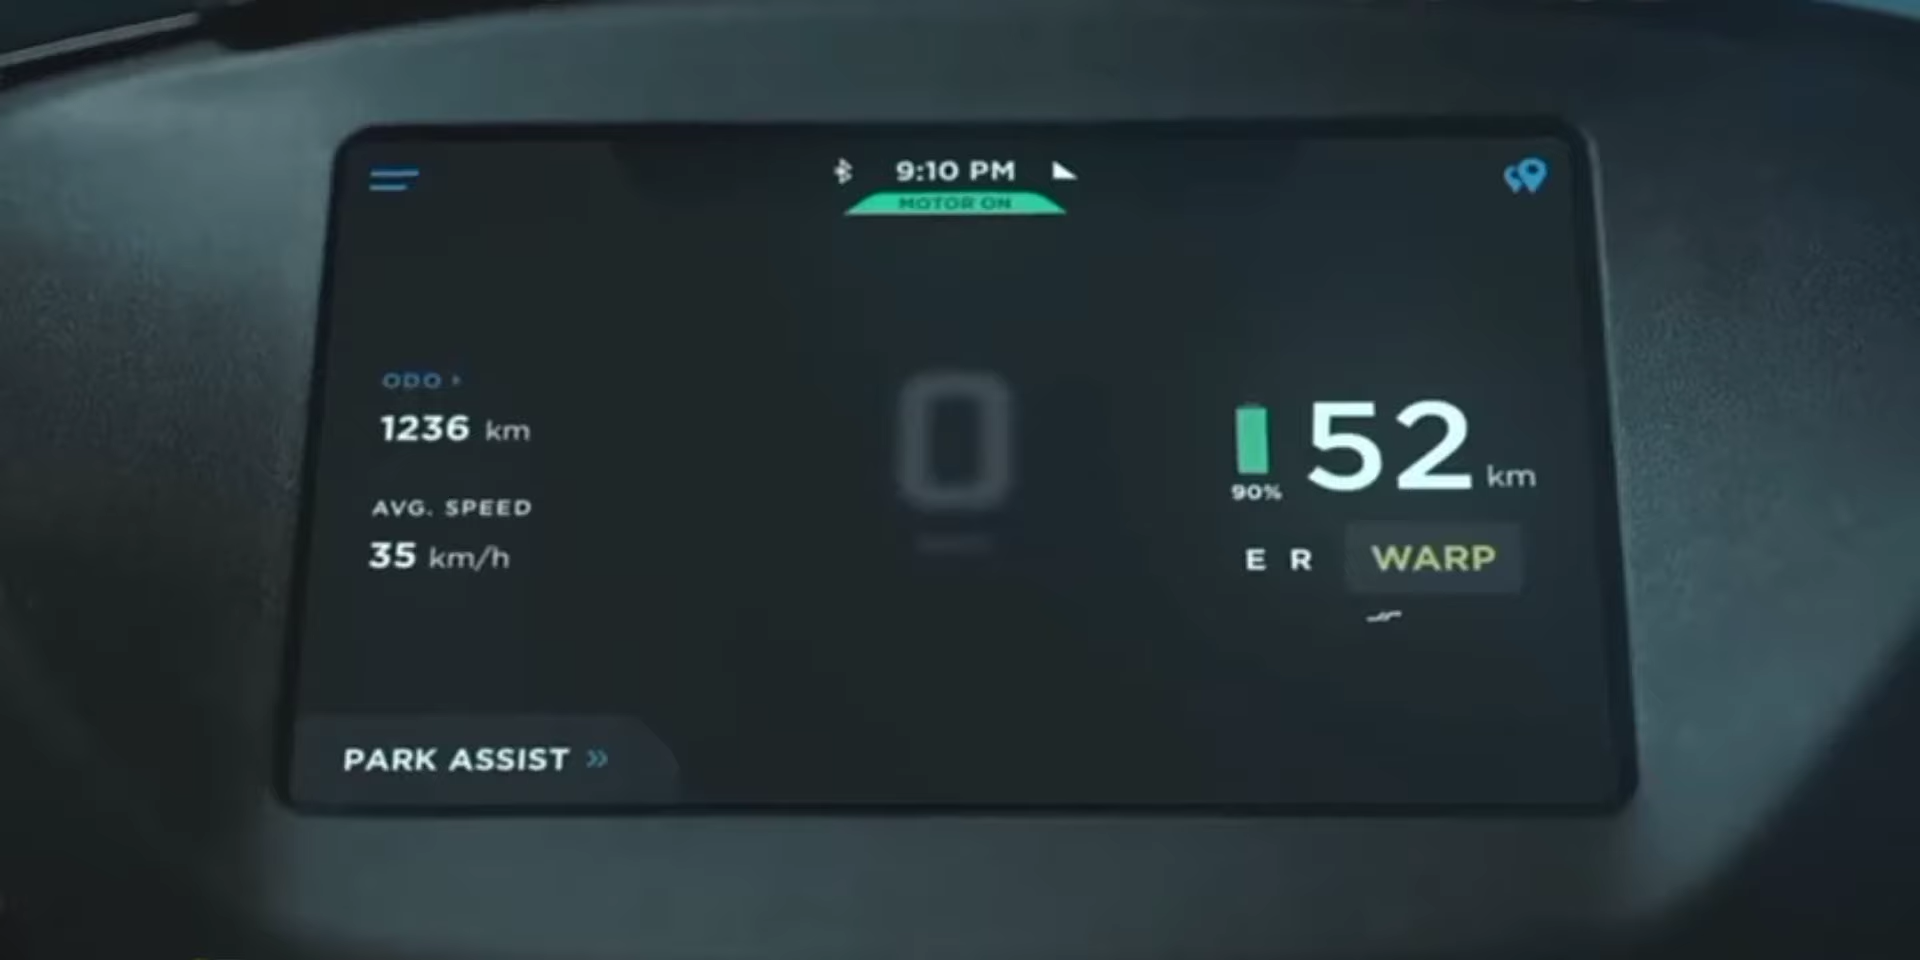 9:10 PM
MOTOR ON
ODO
1236 km
AVG. SPEED
35 km/h
0
90%
52 km
E R WARP
PARK ASSIST »